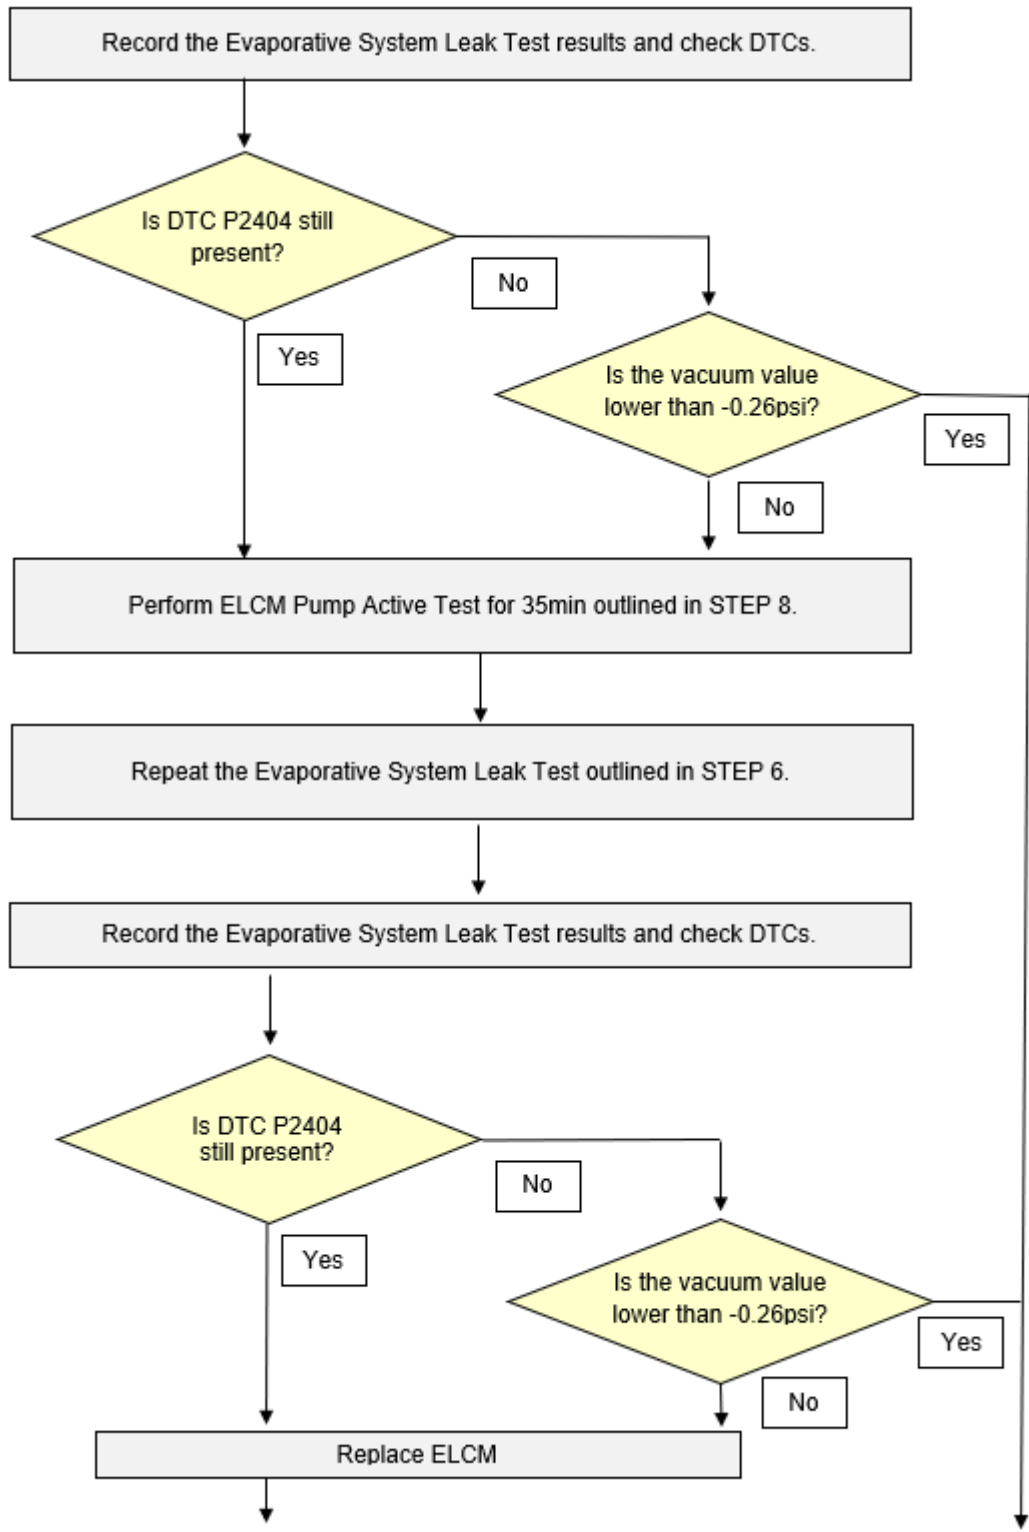 Record the Evaporative System Leak Test results and check DTCs.
Is DTC P2404 still
present?
No
Yes
Is the vacuum value
lower than -0.26psi?
Yes
No
Perform ELCM Pump Active Test for 35min outlined in STEP 8.
Repeat the Evaporative System Leak Test outlined in STEP 6.
Record the Evaporative System Leak Test results and check DTCs.
Is DTC P2404
still present?
No
Yes
Is the vacuum value
lower than -0.26psi?
Yes
No
Replace ELCM